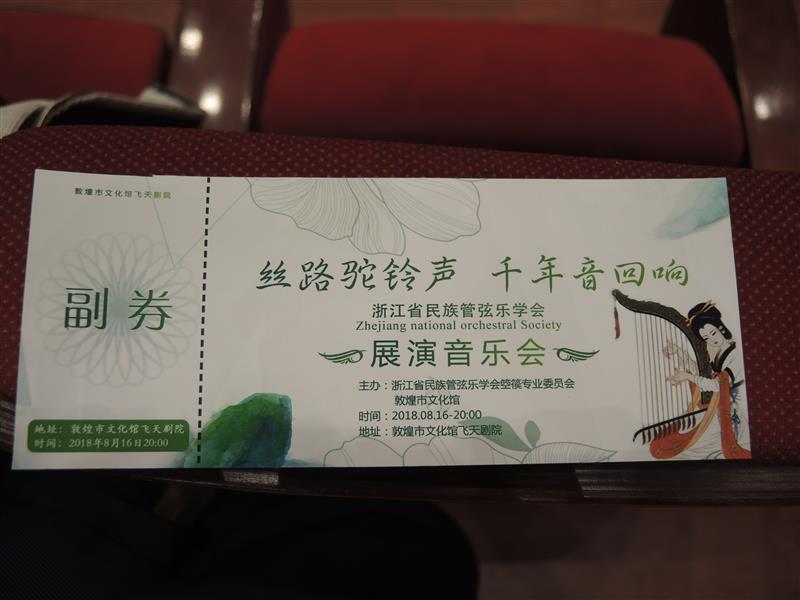 敦煌市文化馆飞天剧院
副券
地址：敦煌市文化馆飞天剧院
时间：2018年8月16日20:00
丝路驼铃声 千年音回响
浙江省民族管弦乐学会
Zhejiang national orchestral Society
展演音乐会
主办：浙江省民族管弦乐学会箜篌专业委员会
敦煌市文化馆
时间：2018.08.16-20:00
地址：敦煌市文化馆飞天剧院